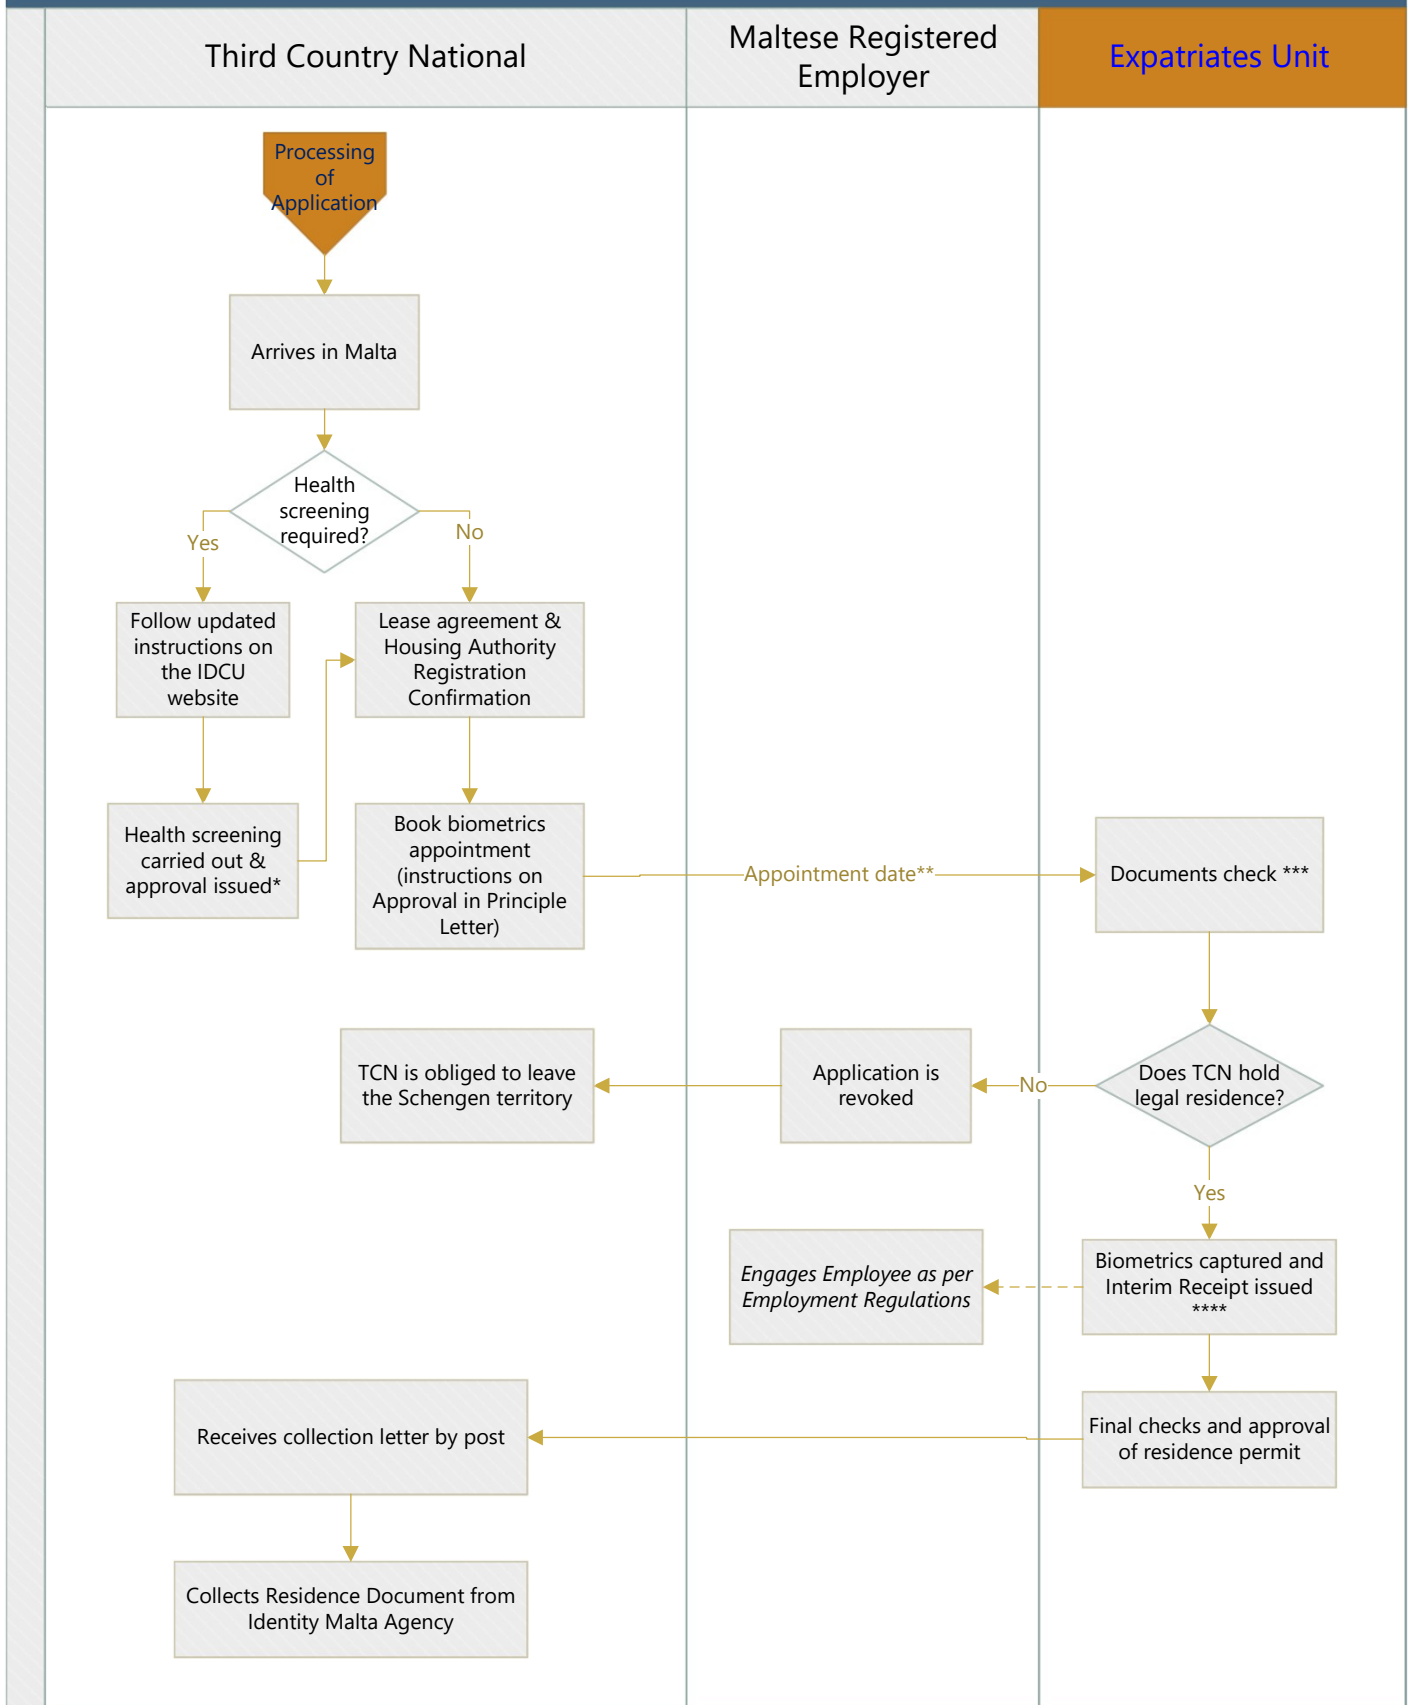 Third Country National
Maltese Registered
Employer
Expatriates Unit
Processing
of
Application
Arrives in Malta
Health
screening
required?
Yes
No
Follow updated
instructions on
the IDCU
website
Lease agreement &
Housing Authority
Registration
Confirmation
Health screening
carried out &
approval issued*
Book biometrics
appointment
(instructions on
Approval in Principle
Letter)
Appointment date**
Documents check ***
TCN is obliged to leave
the Schengen territory
Application is
revoked
No
Does TCN hold
legal residence?
Yes
Engages Employee as per
Employment Regulations
Biometrics captured and
Interim Receipt issued
****
Receives collection letter by post
Final checks and approval
of residence permit
Collects Residence Document from
Identity Malta Agency